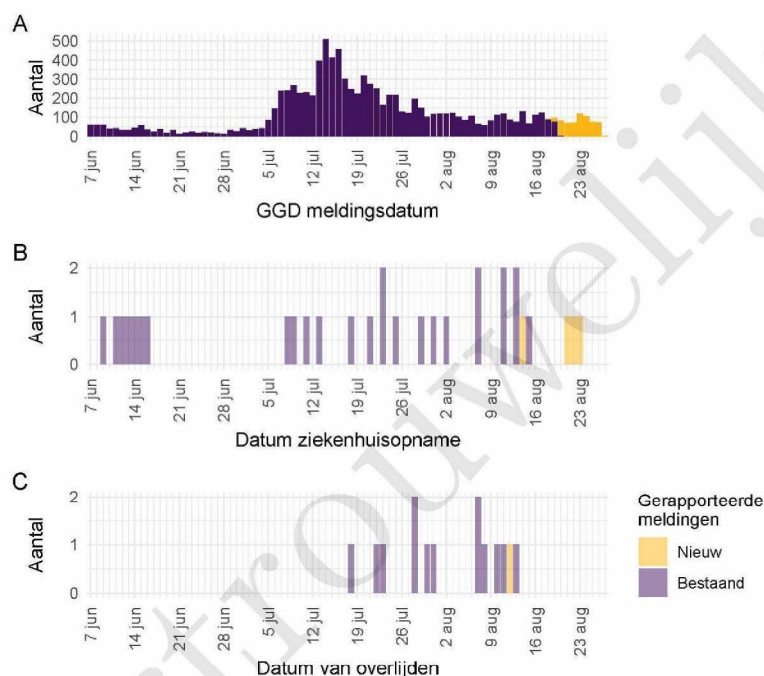 A
500
400
300
200
100
0
Aantal
7 jun
14 jun
21 jun
28 jun
5 jul
12 jul
19 jul
26 jul
2 aug
9 aug
16 aug
23 aug
GGD meldingsdatum
B
2
1
0
Aantal
7 jun
14 jun
21 jun
28 jun
5 jul
12 jul
19 jul
26 jul
2 aug
9 aug
16 aug
23 aug
Datum ziekenhuisopname
C
2
1
0
Aantal
7 jun
14 jun
21 jun
28 jun
5 jul
12 jul
19 jul
26 jul
2 aug
9 aug
16 aug
23 aug
Datum van overlijden
Gerapporteerde
meldingen
Nieuw
Bestaand